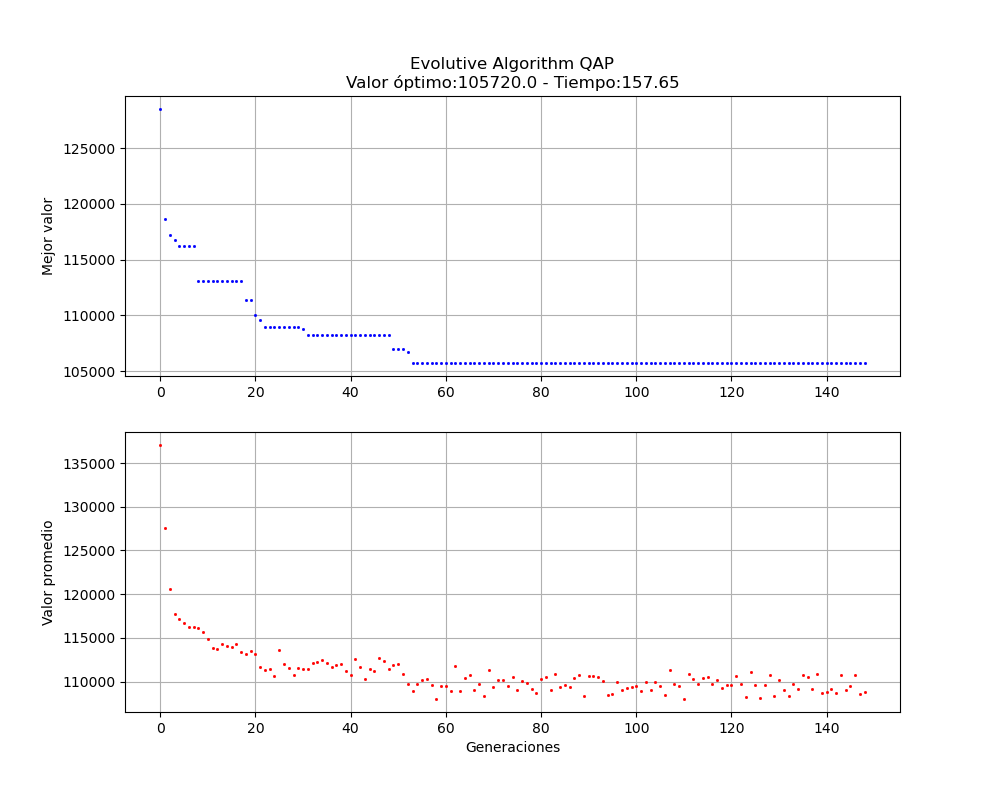 Evolutive Algorithm QAP
Valor óptimo:105720.0 - Tiempo:157.65
Mejor valor
125000
120000
115000
110000
105000
0 20 40 60 80 100 120 140
Valor promedio
135000
130000
125000
120000
115000
110000
0 20 40 60 80 100 120 140
Generaciones